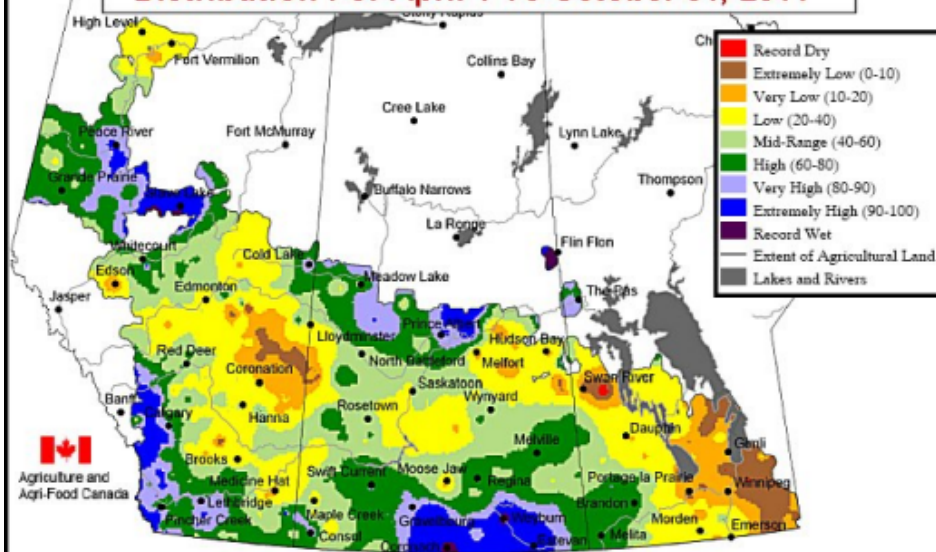 High Level
Fort Vermilion
Collins Bay
Cree Lake
Peace River
Fort McMurray
Lynn Lake
Grande Prairie
Buffalo Narrows
Thompson
La Ronge
Flin Flon
Whitecourt
Cold Lake
Meadow Lake
Edson
The Pas
Jasper
Edmonton
Lloydminster
Prince Albert
Hudson Bay
Red Deer
North Battleford
Melfort
Coronation
Saskatoon
Swan River
Banff
Calgary
Hanna
Rosetown
Wynyard
Dauphin
Gimli
Brooks
Melville
Medicine Hat
Swift Current
Moose Jaw
Regina
Portage la Prairie
Winnipeg
Lethbridge
Maple Creek
Gravelbourg
Weyburn
Brandon
Pincher Creek
Consul
Estevan
Melita
Morden
Emerson
Agriculture and
Agri-Food Canada
Record Dry
Extremely Low (0-10)
Very Low (10-20)
Low (20-40)
Mid-Range (40-60)
High (60-80)
Very High (80-90)
Extremely High (90-100)
Record Wet
Extent of Agricultural Land
Lakes and Rivers